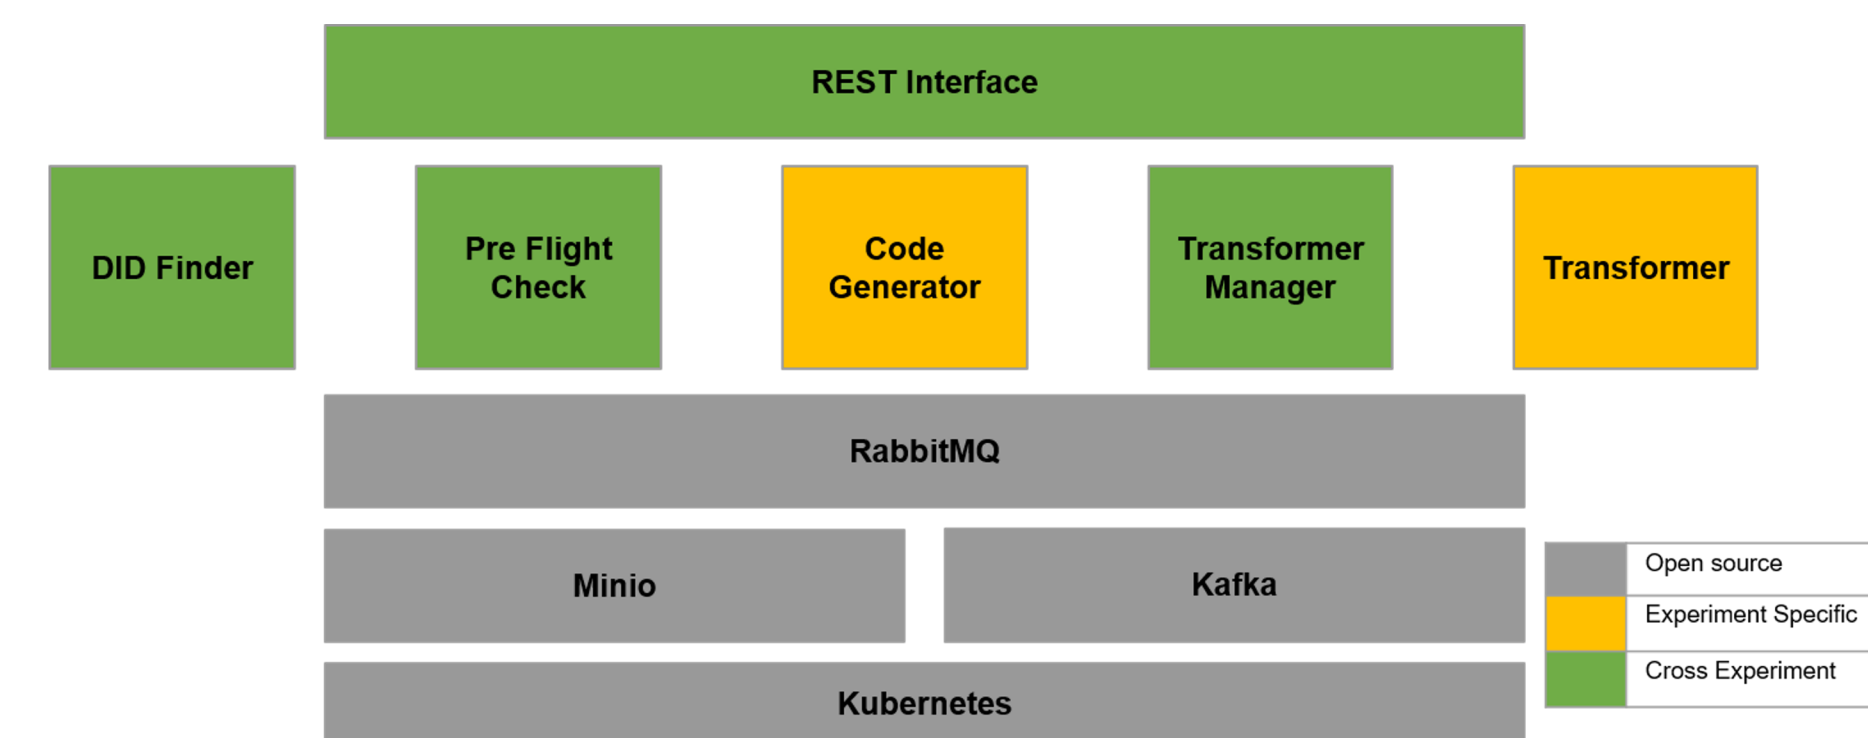 REST Interface
DID Finder
Pre Flight
Check
Code
Generator
Transformer
Manager
Transformer
RabbitMQ
Minio
Kafka
Kubernetes
Open source
Experiment Specific
Cross Experiment